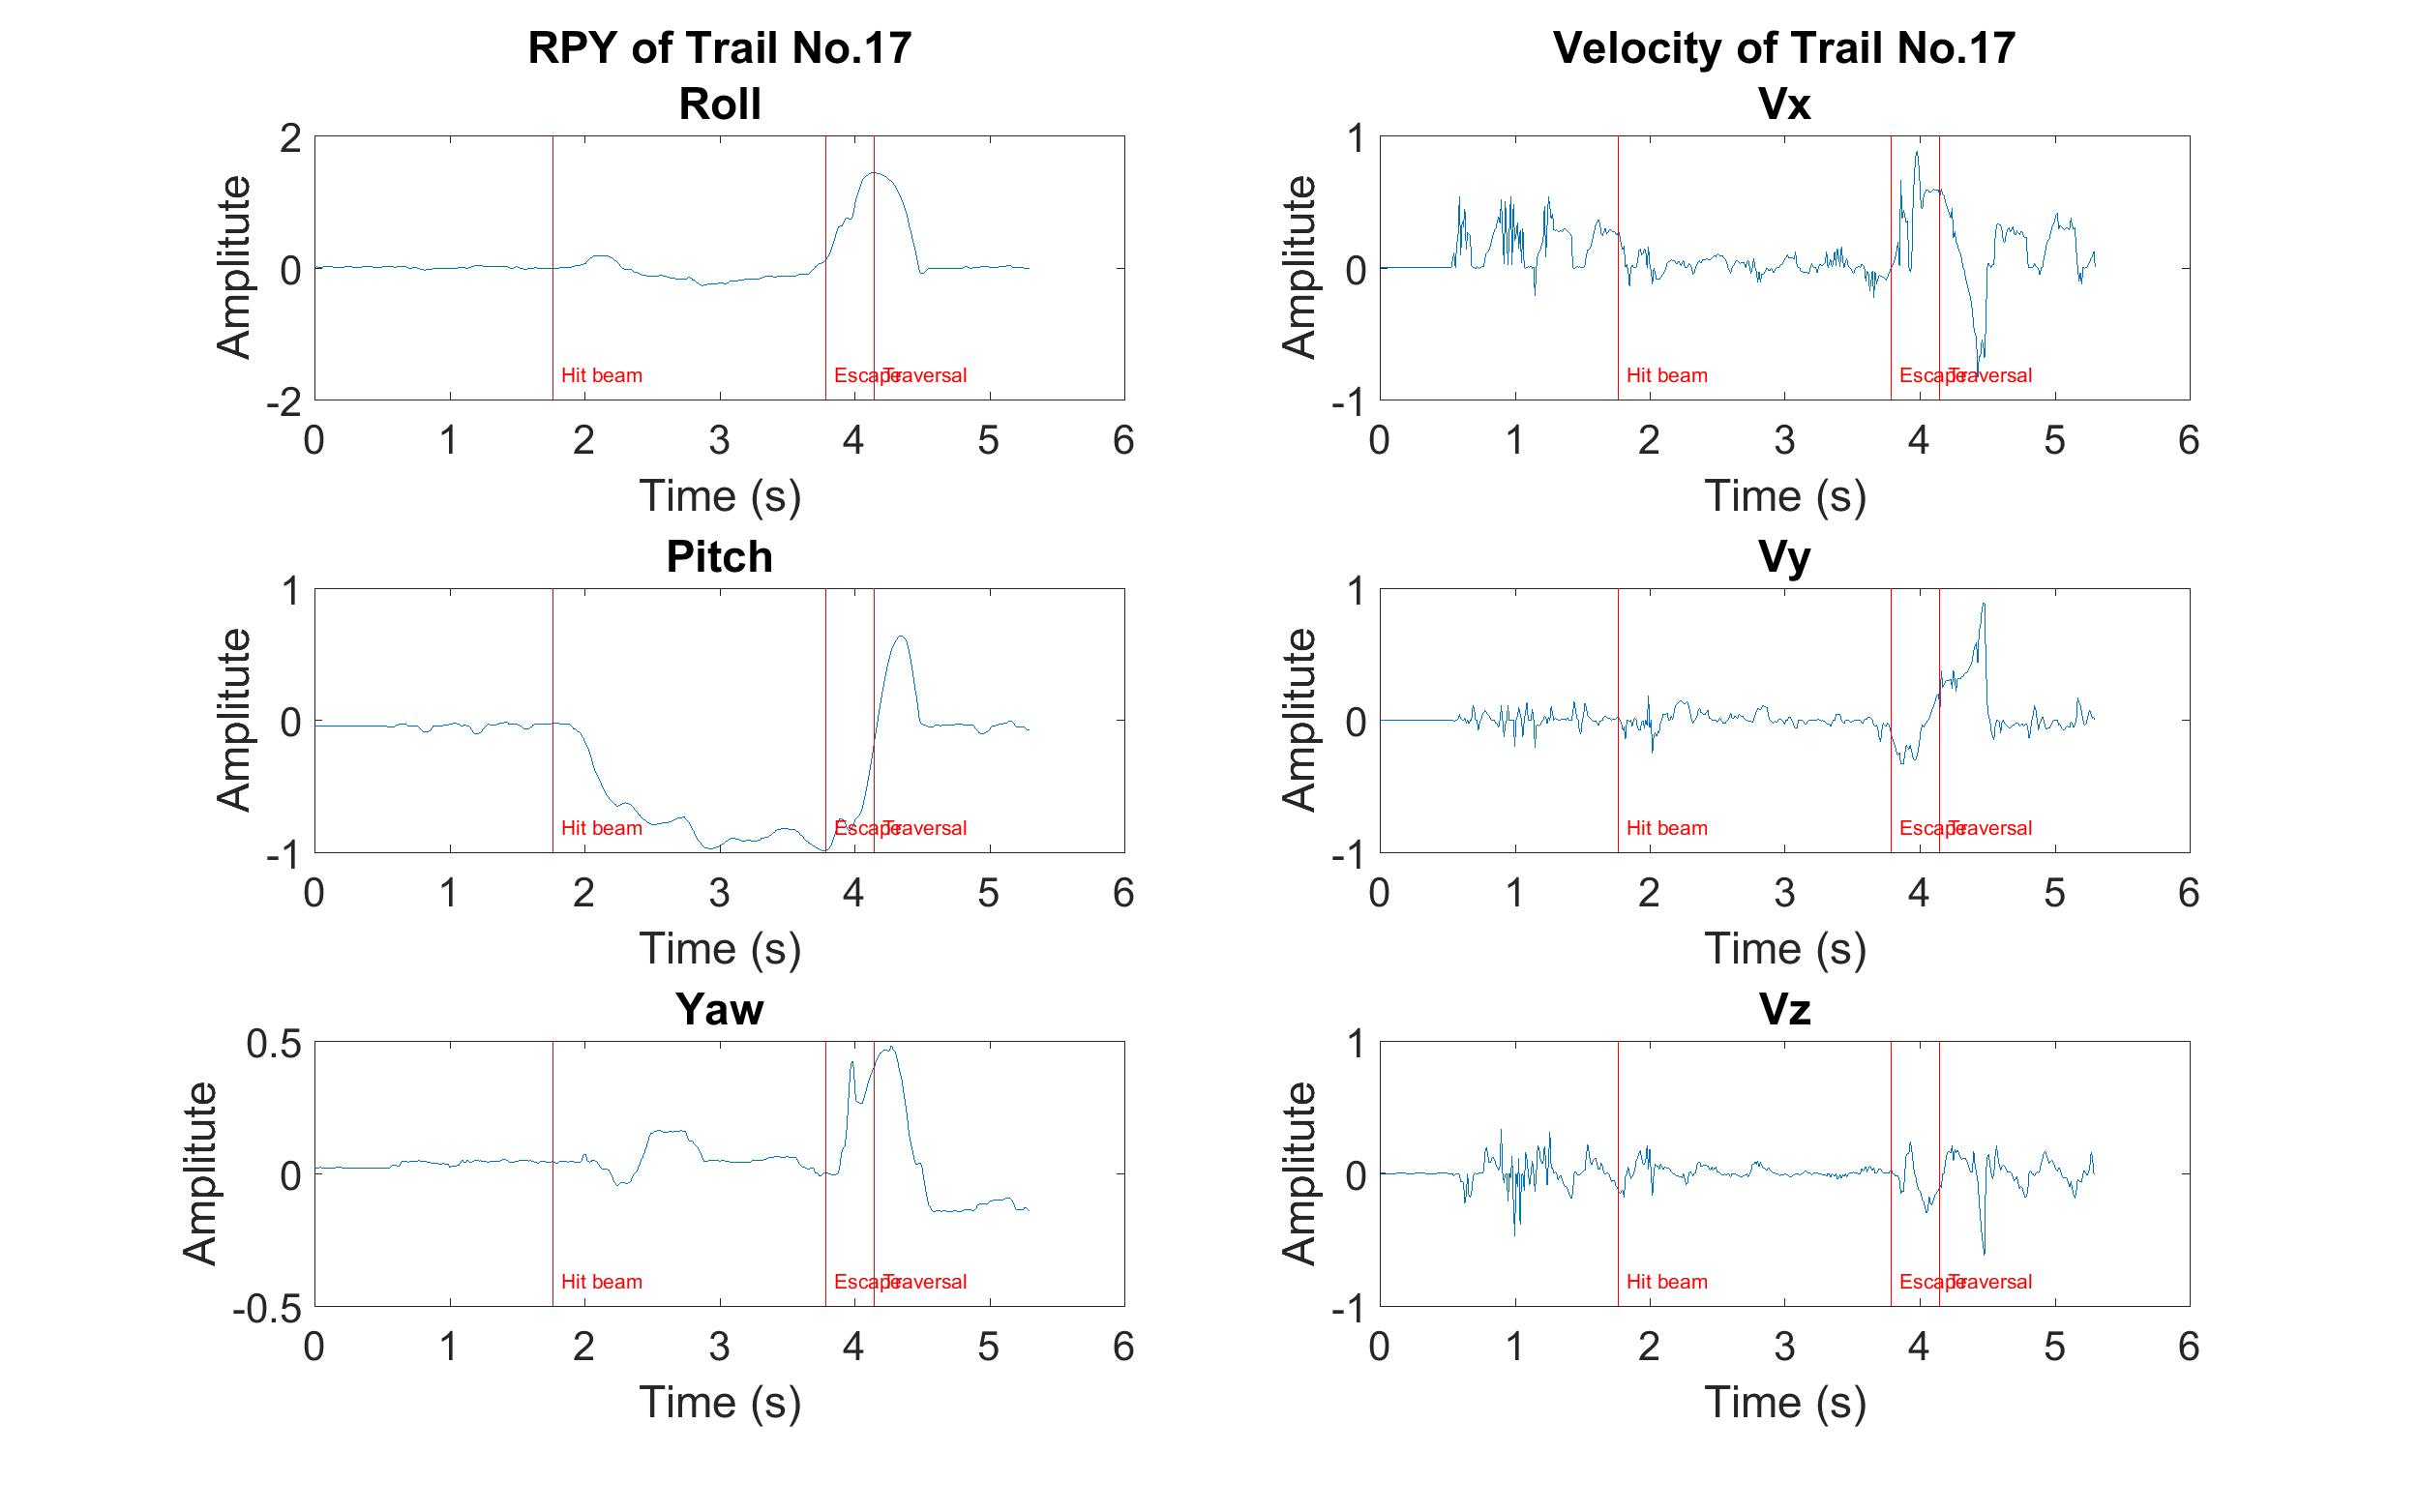 RPY of Trail No.17
Roll
Amplitute
2
0
-2
Hit beam
Escape
Traversal
0 1 2 3 4 5 6
Time (s)
Velocity of Trail No.17
Vx
Amplitute
1
0
-1
Hit beam
Escape
Traversal
0 1 2 3 4 5 6
Time (s)
Pitch
Amplitute
1
0
-1
Hit beam
Escape
Traversal
0 1 2 3 4 5 6
Time (s)
Vy
Amplitute
1
0
-1
Hit beam
Escape
Traversal
0 1 2 3 4 5 6
Time (s)
Yaw
Amplitute
0.5
0
-0.5
Hit beam
Escape
Traversal
0 1 2 3 4 5 6
Time (s)
Vz
Amplitute
1
0
-1
Hit beam
Escape
Traversal
0 1 2 3 4 5 6
Time (s)